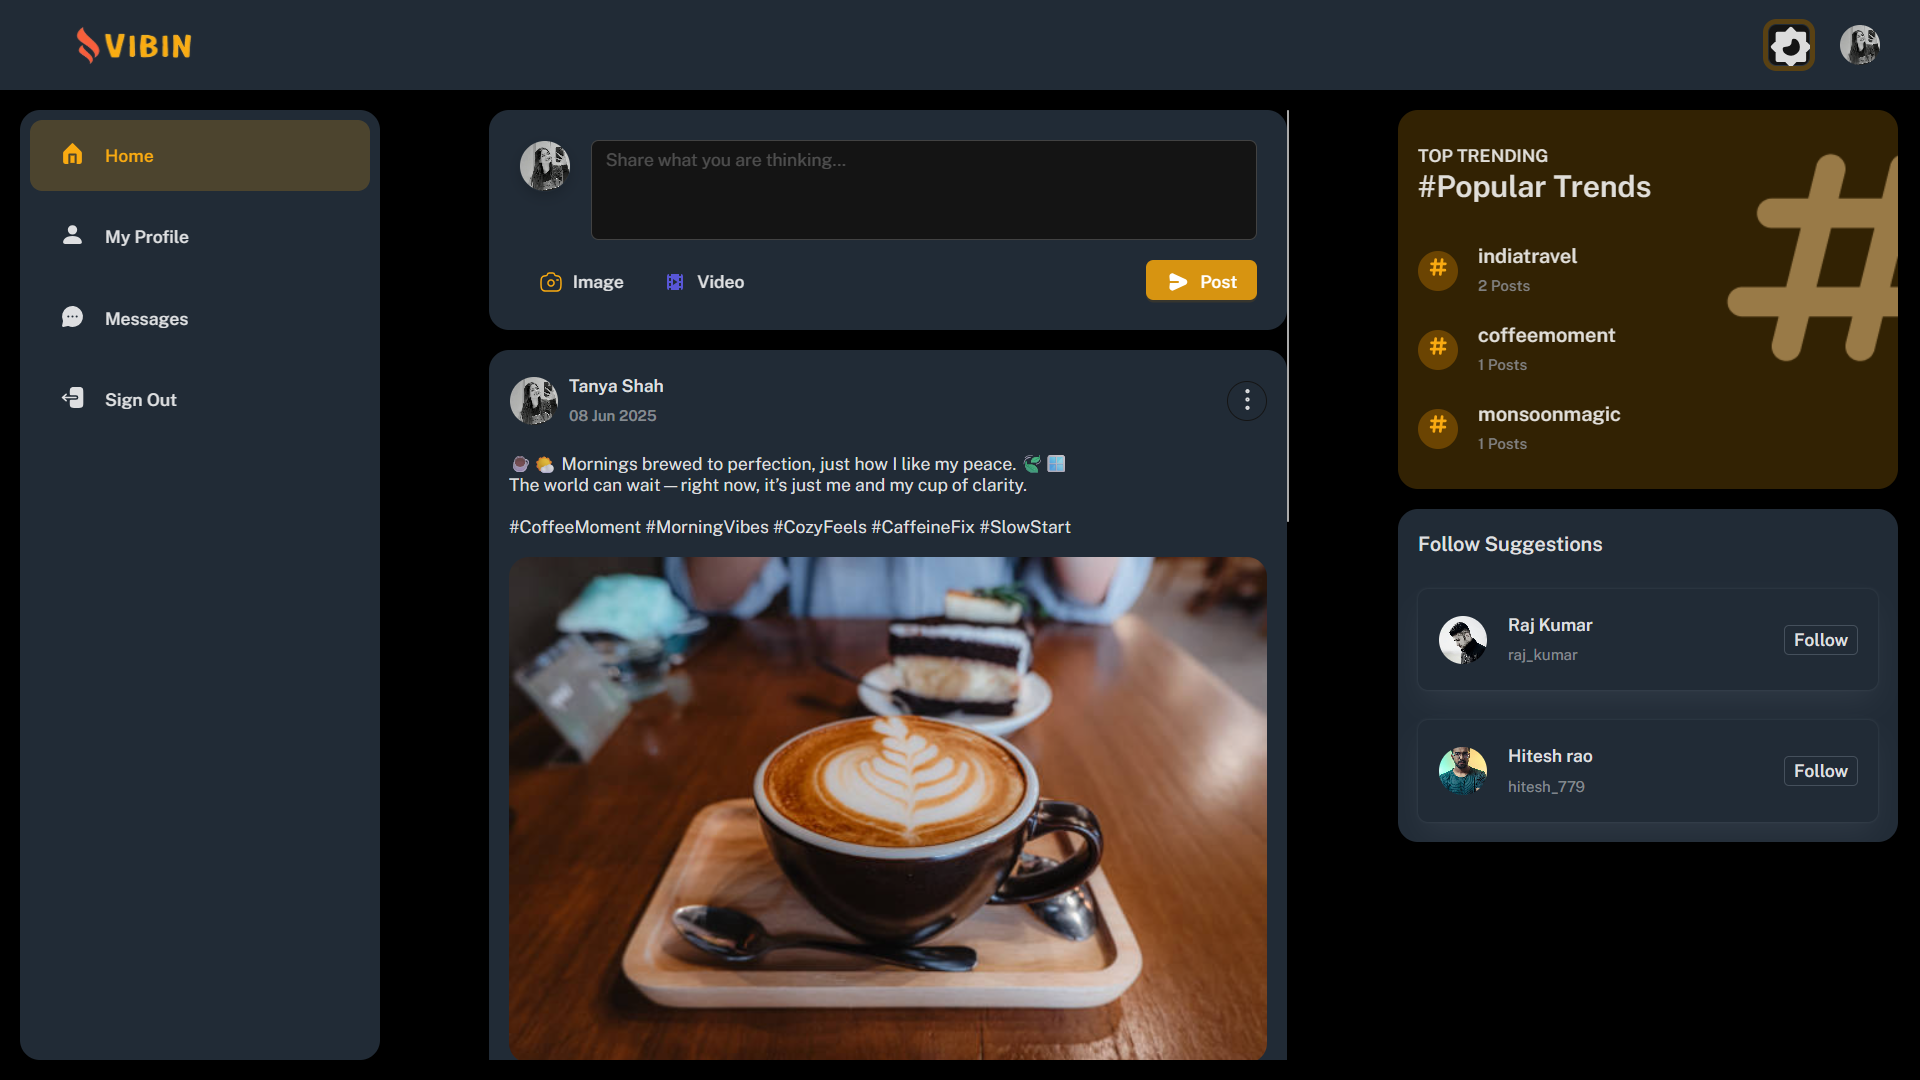 VIBIN
Home
My Profile
Messages
Sign Out
Share what you are thinking...
Image
Video
Post
Tanya Shah
08 Jun 2025
☕ 🌤️ Mornings brewed to perfection, just how I like my peace. 🍃 🪟
The world can wait—right now, it’s just me and my cup of clarity.
#CoffeeMoment #MorningVibes #CozyFeels #CaffeineFix #SlowStart
TOP TRENDING
#Popular Trends
#
indiatravel
2 Posts
#
coffeemoment
1 Posts
#
monsoonmagic
1 Posts
#
Follow Suggestions
Raj Kumar
raj_kumar
Follow
Hitesh rao
hitesh_779
Follow